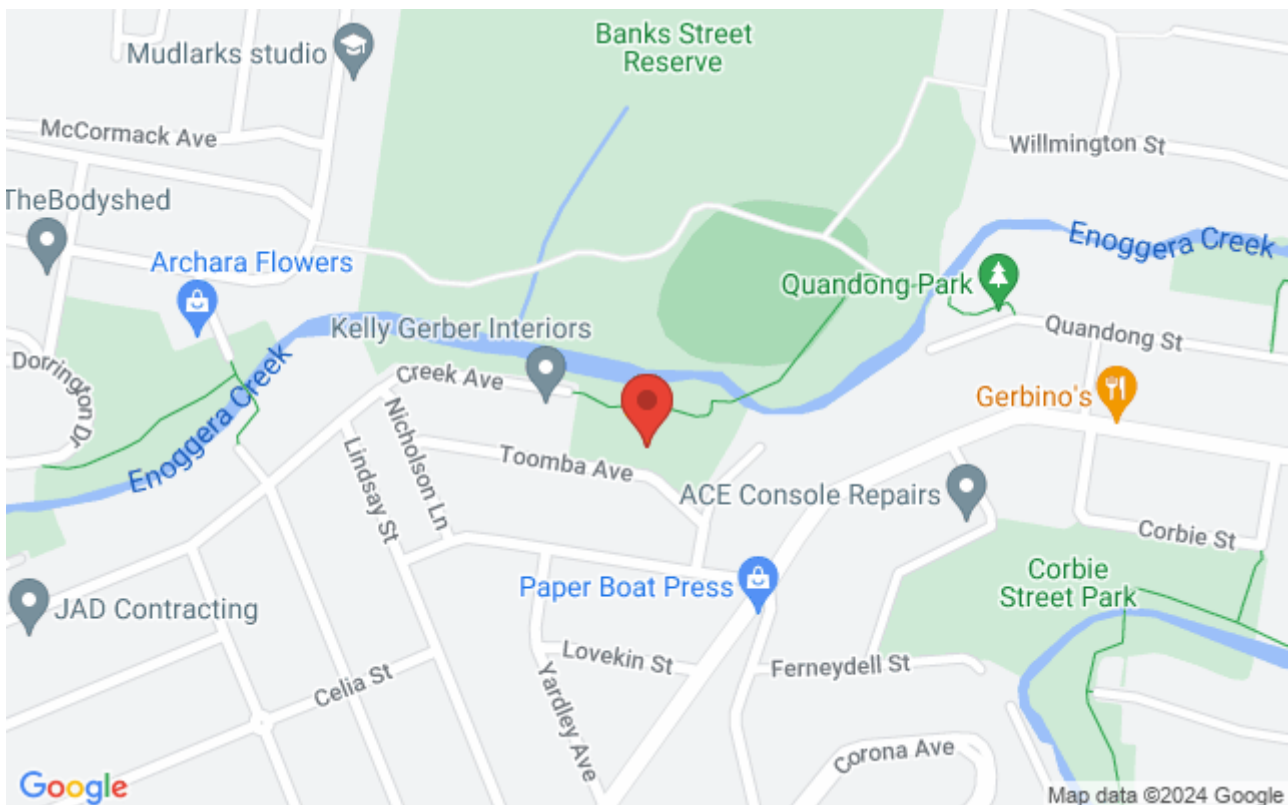 Banks Street
Reserve
Mudlarks studio
McCormack Ave
Willmington St
TheBodyshed
Enoggera Creek
Archara Flowers
Quandong Park
Kelly Gerber Interiors
Quandong St
Dorrington Dr
Creek Ave
Gerbino's
Enoggera Creek
Nicholson Ln
Lindsay St
Toomba Ave
ACE Console Repairs
Corbie St
Paper Boat Press
Corbie
Street Park
JAD Contracting
Lovekin St
Ferneydell St
Celia St
Yardley Ave
Corona Ave
Google
Map data ©2024 Google